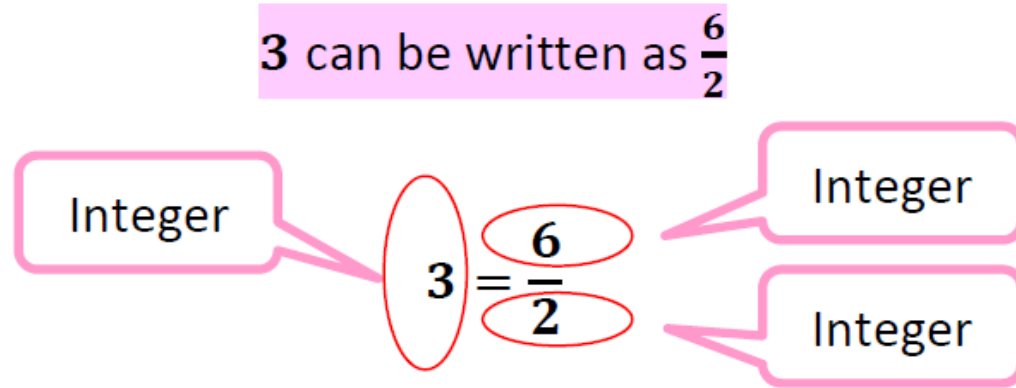 3 can be written as 6/2
Integer
3 = 6/2
Integer
Integer